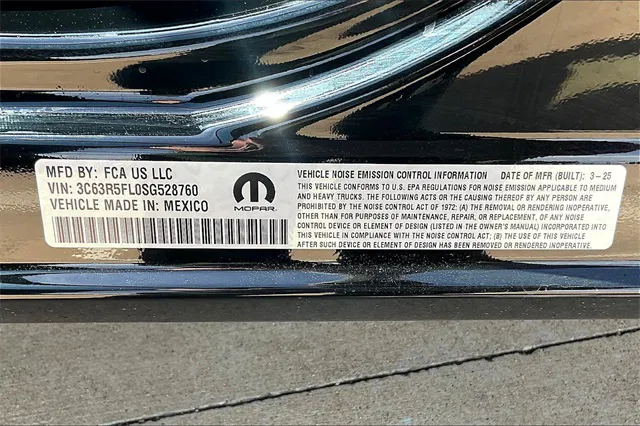 MFD BY: FCA US LLC
VIN: 3C63R5FL0SG528760
VEHICLE MADE IN: MEXICO
MOPAR
VEHICLE NOISE EMISSION CONTROL INFORMATION DATE OF MFR (BUILT): 3-25
THIS VEHICLE CONFORMS TO U.S. EPA REGULATIONS FOR NOISE EMISSION APPLICABLE TO MEDIUM
AND HEAVY TRUCKS. THE FOLLOWING ACTS OR THE CAUSING THEREOF BY ANY PERSON ARE
PROHIBITED BY THE NOISE CONTROL ACT OF 1972: (A) THE REMOVAL OR RENDERING INOPERATIVE,
OTHER THAN FOR PURPOSES OF MAINTENANCE, REPAIR, OR REPLACEMENT, OF ANY NOISE
CONTROL DEVICE OR ELEMENT OF DESIGN (LISTED IN THE OWNER'S MANUAL) INCORPORATED INTO
THIS VEHICLE IN COMPLIANCE WITH THE NOISE CONTROL ACT; (B) THE USE OF THIS VEHICLE
AFTER SUCH DEVICE OR ELEMENT OF DESIGN HAS BEEN REMOVED OR RENDERED INOPERATIVE.